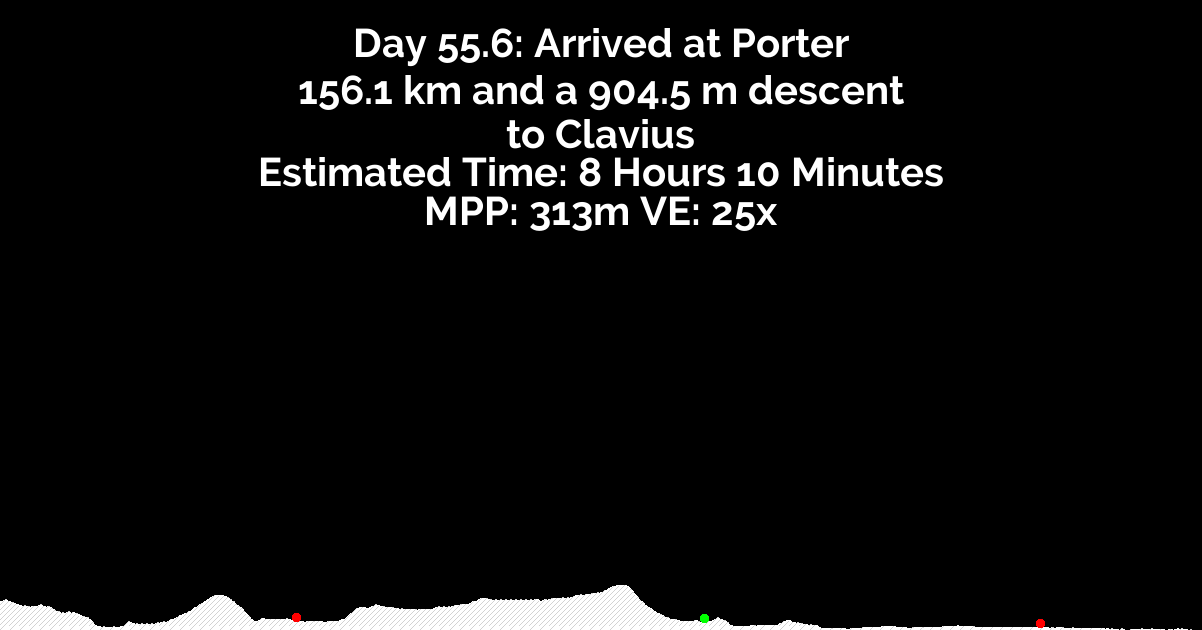 Day 55.6: Arrived at Porter
156.1 km and a 904.5 m descent
to Clavius
Estimated Time: 8 Hours 10 Minutes
MPP: 313m VE: 25x